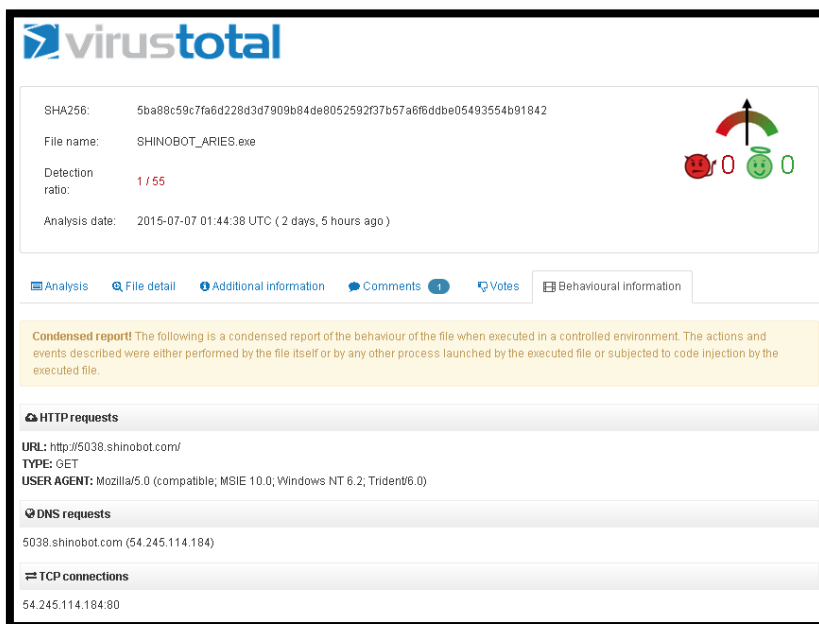 virustotal
SHA256: 5ba88c59c7fa6d228d3d7909b84de8052592f37b57a6f6ddbe05493554b91842
File name: SHINOBOT_ARIES.exe
Detection
ratio: 1 / 55
Analysis date: 2015-07-07 01:44:38 UTC ( 2 days, 5 hours ago )
0 0
Analysis File detail Additional information Comments 1 Votes Behavioural information
Condensed report! The following is a condensed report of the behaviour of the file when executed in a controlled environment. The actions and
events described were either performed by the file itself or by any other process launched by the executed file or subjected to code injection by the
executed file.
HTTP requests
URL: http://5038.shinobot.com/
TYPE: GET
USER AGENT: Mozilla/5.0 (compatible; MSIE 10.0; Windows NT 6.2; Trident/6.0)
DNS requests
5038.shinobot.com (54.245.114.184)
TCP connections
54.245.114.184:80